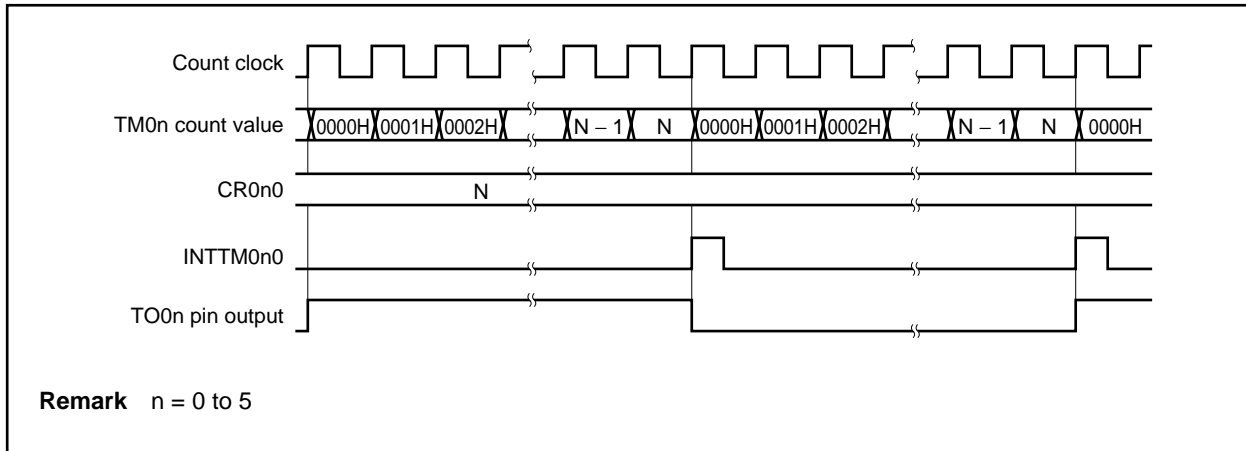 Count clock
TM0n count value 0000H 0001H 0002H N − 1 N 0000H 0001H 0002H N − 1 N 0000H
CR0n0 N
INTTM0n0
TO0n pin output
Remark n = 0 to 5